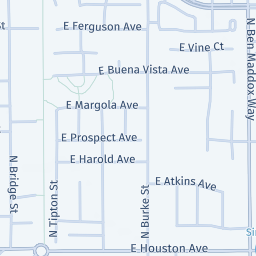 E Ferguson Ave
E Vine Ct
N Ben Maddox Way
E Buena Vista Ave
E Margola Ave
E Prospect Ave
E Harold Ave
N Bridge St
N Tipton St
N Burke St
E Atkins Ave
E Houston Ave